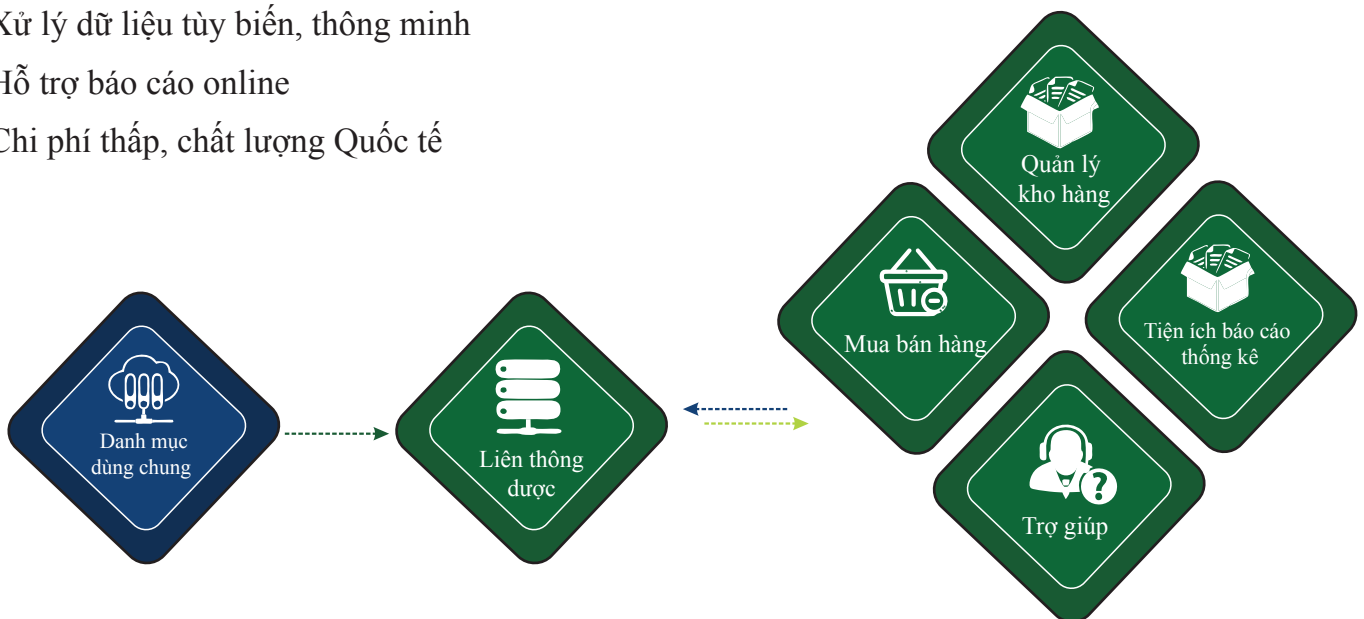 Xử lý dữ liệu tùy biến, thông minh
Hỗ trợ báo cáo online
Chi phí thấp, chất lượng Quốc tế
Quản lý
kho hàng
Mua bán hàng
Tiện ích báo cáo
thống kê
Danh mục
dùng chung
Liên thông
dược
Trợ giúp